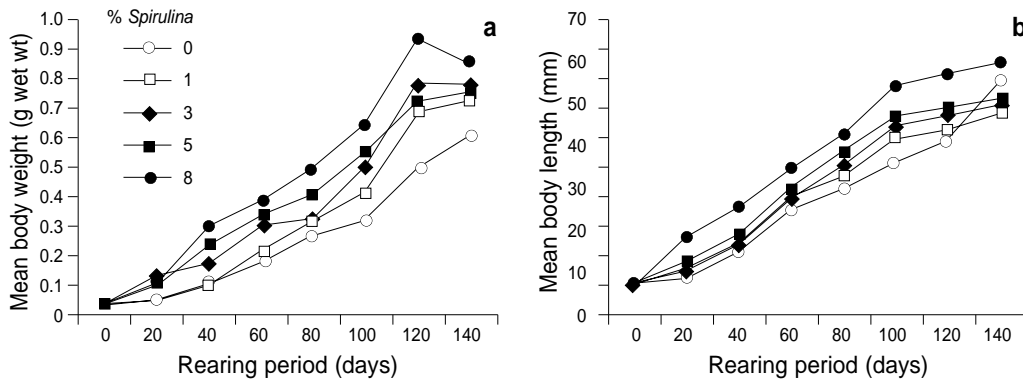 % Spirulina
0
1
3
5
8
a
Mean body weight (g wet wt)
1.0
0.9
0.8
0.7
0.6
0.5
0.4
0.3
0.2
0.1
0
0 20 40 60 80 100 120 140
Rearing period (days)
b
Mean body length (mm)
70
60
50
40
30
20
10
0
0 20 40 60 80 100 120 140
Rearing period (days)